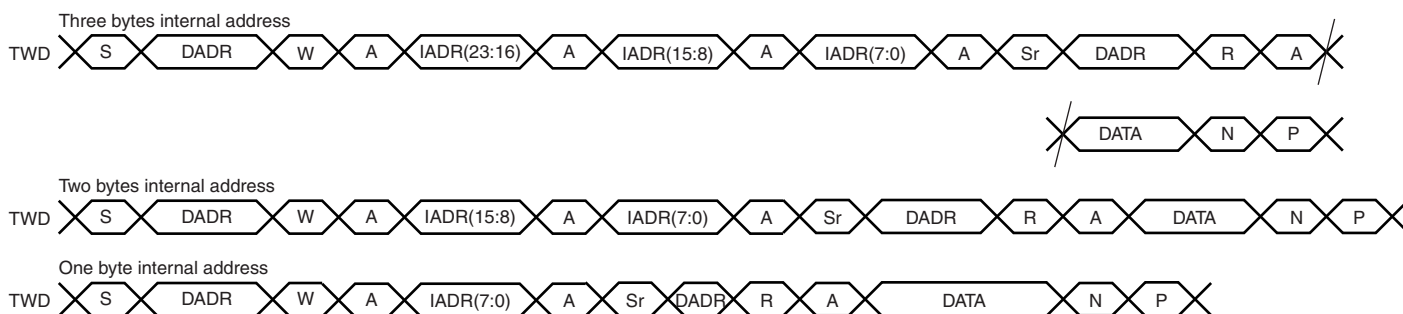 Three bytes internal address
TWD S DADR W A IADR(23:16) A IADR(15:8) A IADR(7:0) A Sr DADR R A
DATA N P
Two bytes internal address
TWD S DADR W A IADR(15:8) A IADR(7:0) A Sr DADR R A DATA N P
One byte internal address
TWD S DADR W A IADR(7:0) A Sr DADR R A DATA N P